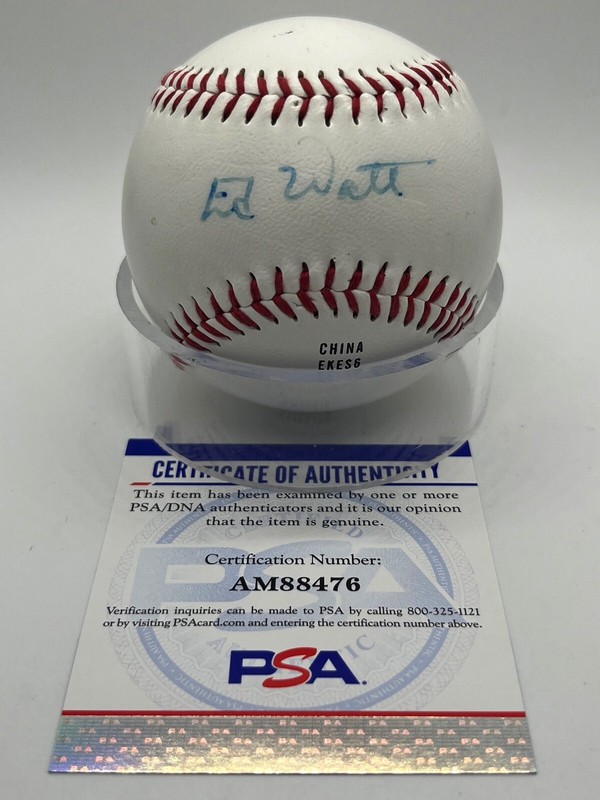 Ed Watt
CHINA
EKES6
CERTIFICATE OF AUTHENTICITY
This item has been examined by one or more
PSA/DNA authenticators and it is our opinion
that the item is genuine.
Certification Number:
AM88476
Verification inquiries can be made to PSA by calling 800-325-1121
or by visiting PSAcard.com and entering the certification number above.
PSA.